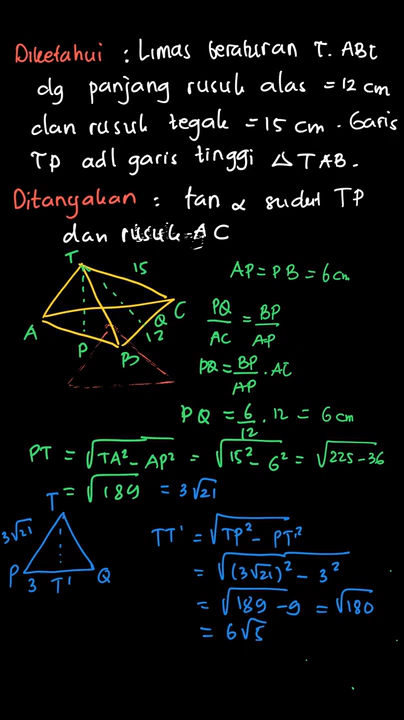 Diketahui : Limas teraturan T. ABC
dg panjang rusuk alas = 12 cm
dan rusuk tegak = 15 cm. Garis
TP adl garis tinggi △ TAB.
Ditanyakan : tan α sudut TP
dan rusuk AC
T
15
A
C
P
B
Q
12
AP = PB = 6 cm
PQ/AC = BP/AP
PQ = BP/AP . AC
PQ = 6/12 . 12 = 6 cm
PT = √(TA² - AP²) = √(15² - 6²) = √(225 - 36)
= √189 = 3√21
T
3√21
P 3 T' Q
TT' = √(TP² - PT'²)
= √((3√21)² - 3²)
= √(189 - 9) = √180
= 6√5